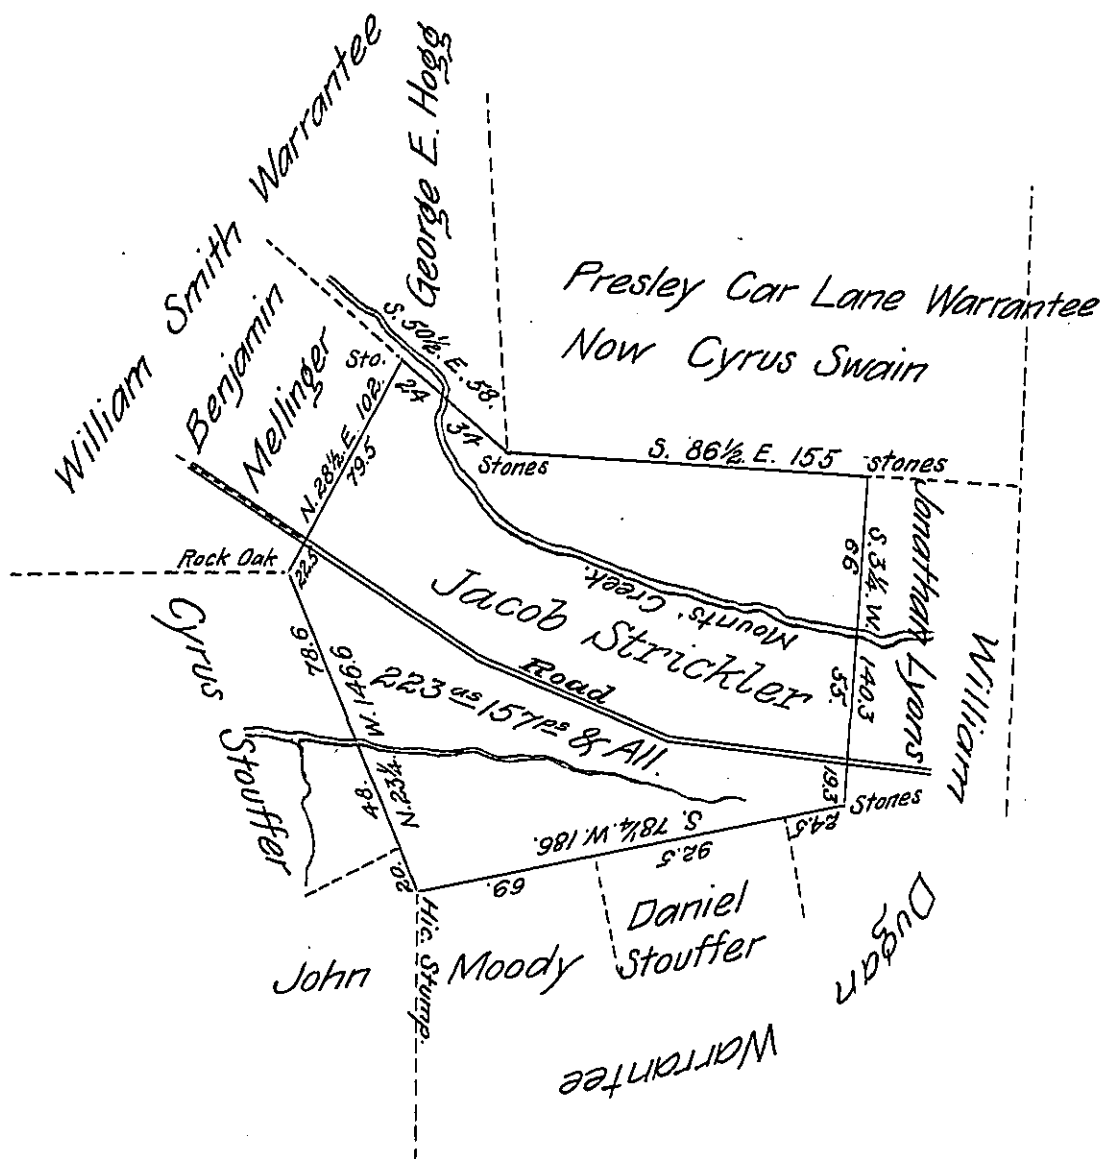 William Smith Warrantee
George E. Hogg
Benjamin
Mellinger
Presley Car Lane Warrantee
Now Cyrus Swain
S. 50½. E. 58.
Sto.
24
34
N. 28½. E. 102.
79.5
22.5
Stones
S. 86½. E. 155
stones
Jonathan Lyons
S. 3¼. W. 140.3
66
55.
19.3
Rock Oak
Mounts' Creek.
Jacob Strickler
Road
223 as 157 ps & All.
Cyrus Stouffer
78.6
N. 23¼. W. 146.6
48.
20.
Stones
S. 78¼. W. 186.
24.5
92.5
69.
Hic. Stump.
John Moody
Daniel
Stouffer
William Dugan Warrantee